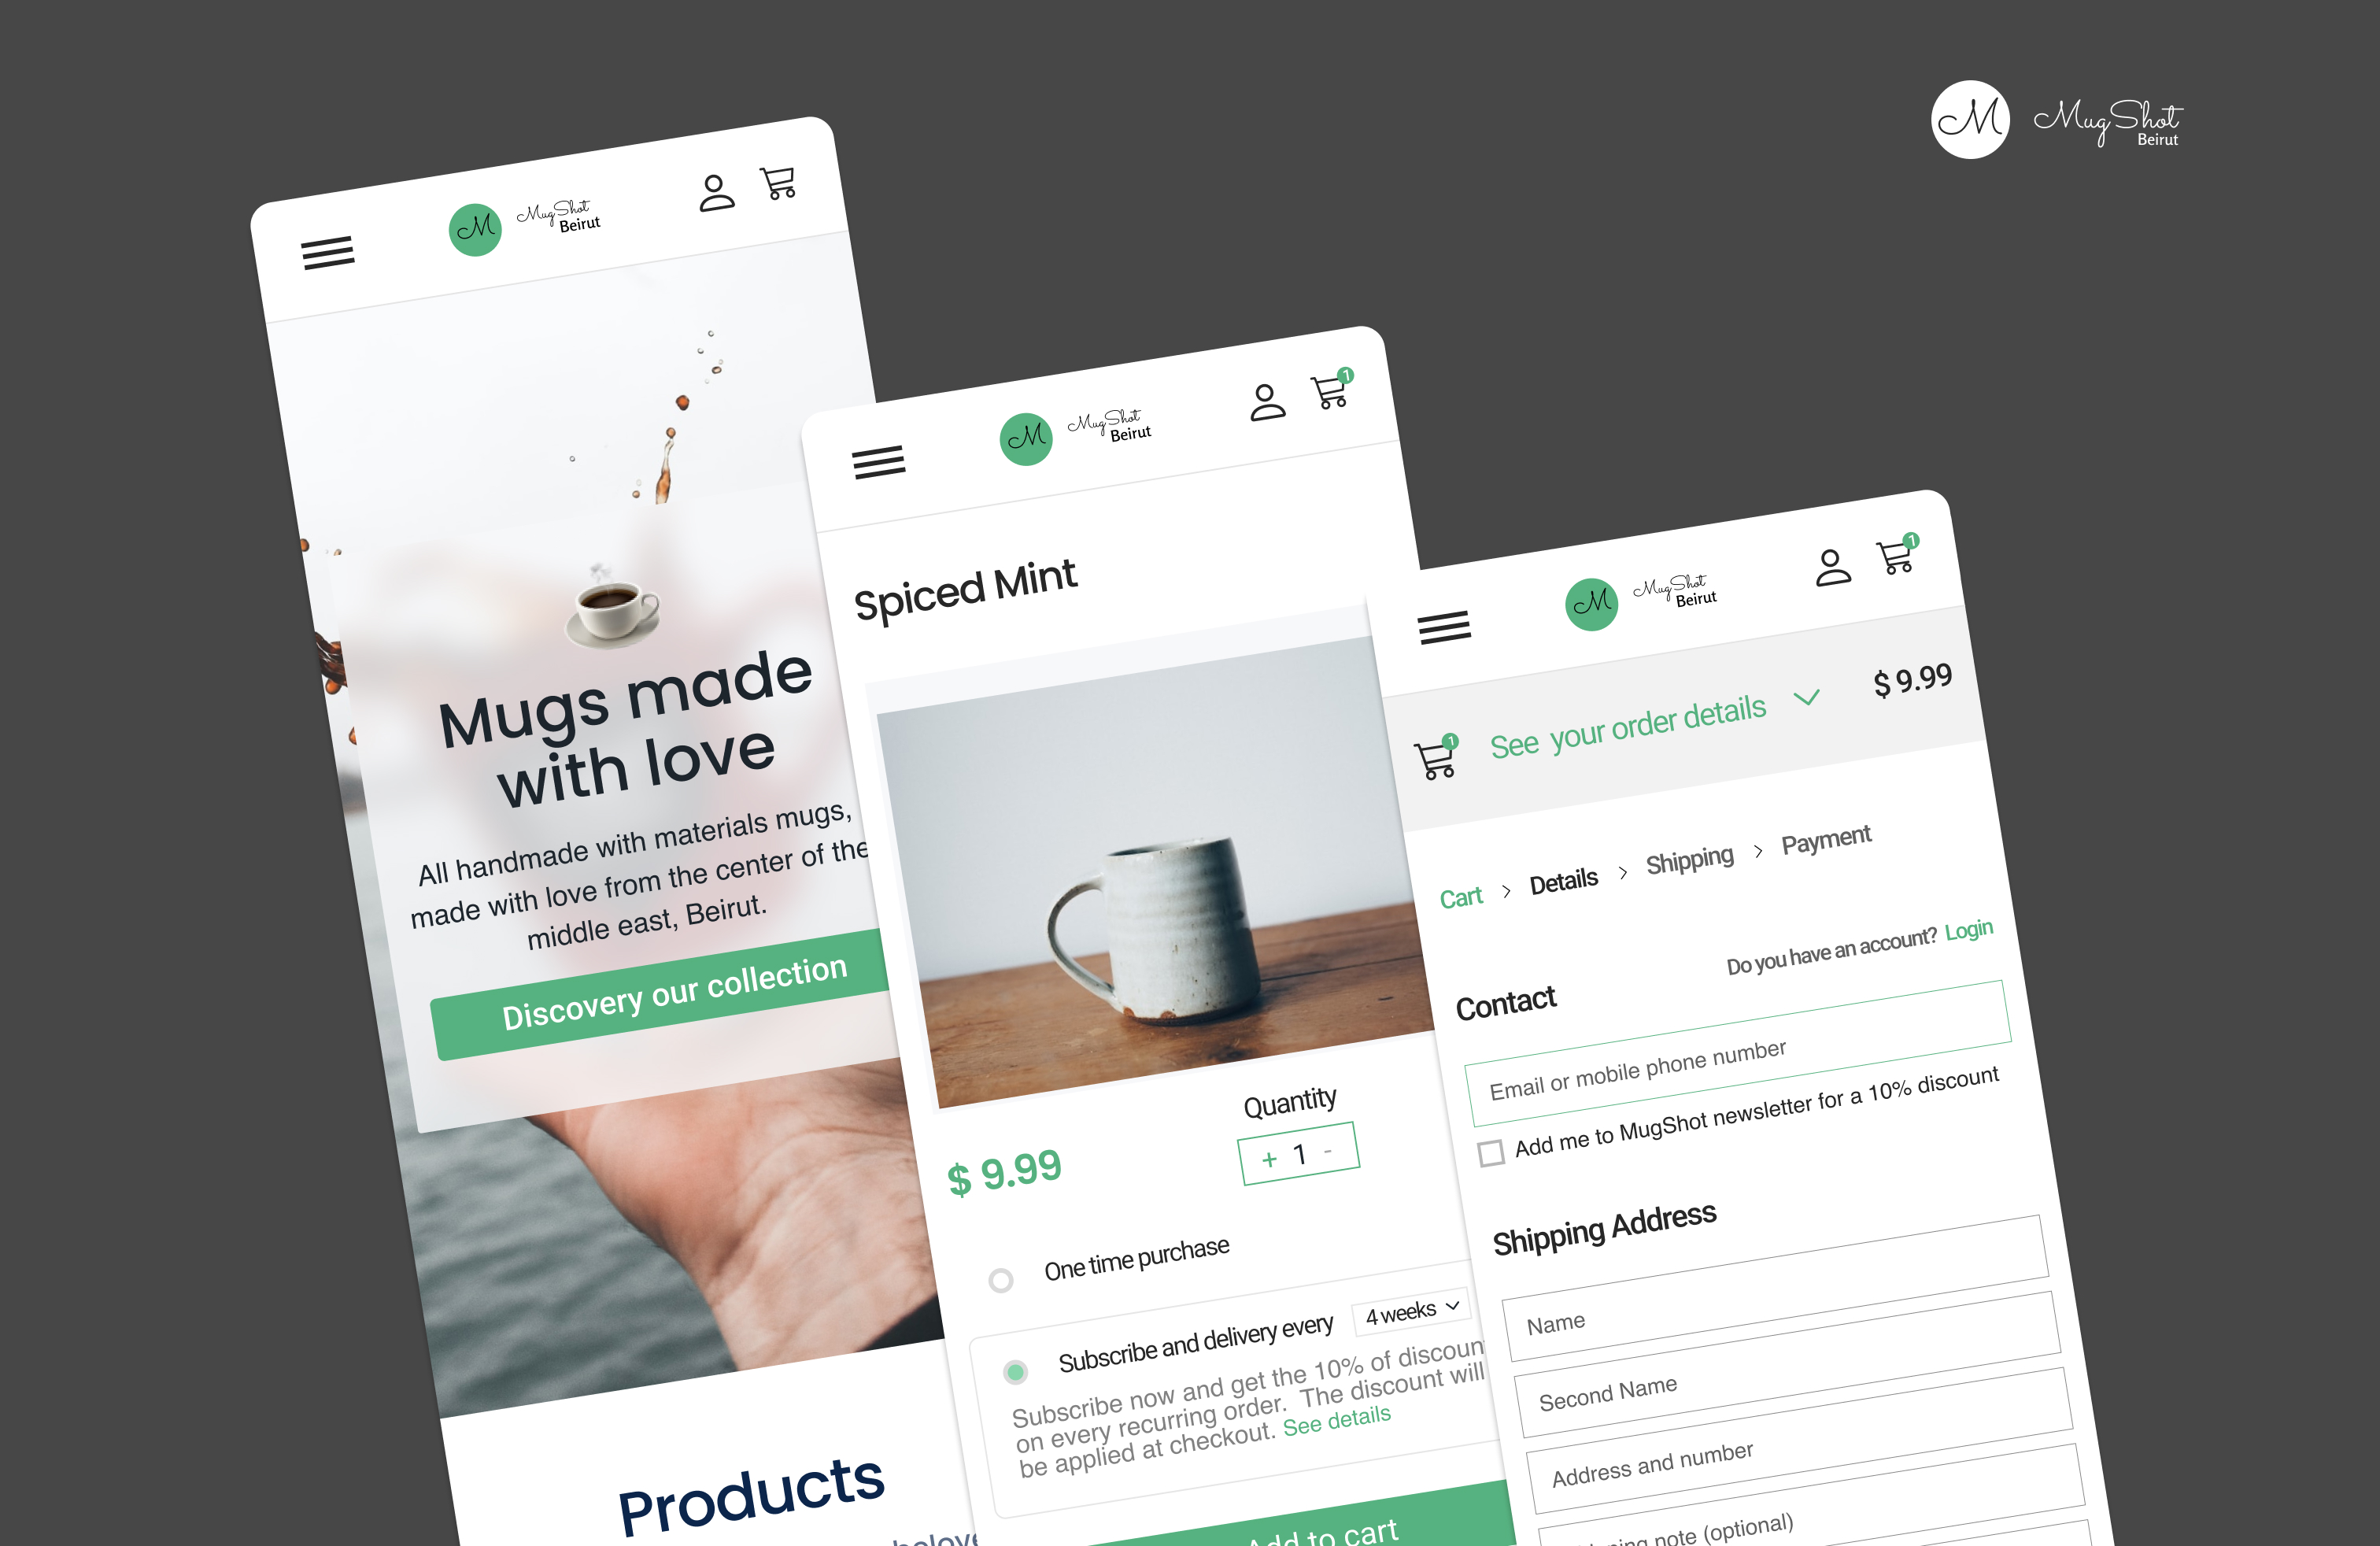 M MugShot
Beirut
M MugShot
Beirut
Mugs made
with love
All handmade with materials mugs,
made with love from the center of the
middle east, Beirut.
Discovery our collection
Products
M MugShot
Beirut
1
Spiced Mint
$ 9.99
Quantity
+ 1 -
One time purchase
Subscribe and delivery every 4 weeks
Subscribe now and get the 10% of discoun
on every recurring order. The discount will
be applied at checkout. See details
Add to cart
M MugShot
Beirut
1
1
See your order details
$ 9.99
Cart > Details > Shipping > Payment
Do you have an account? Login
Contact
Email or mobile phone number
Add me to MugShot newsletter for a 10% discount
Shipping Address
Name
Second Name
Address and number
note (optional)